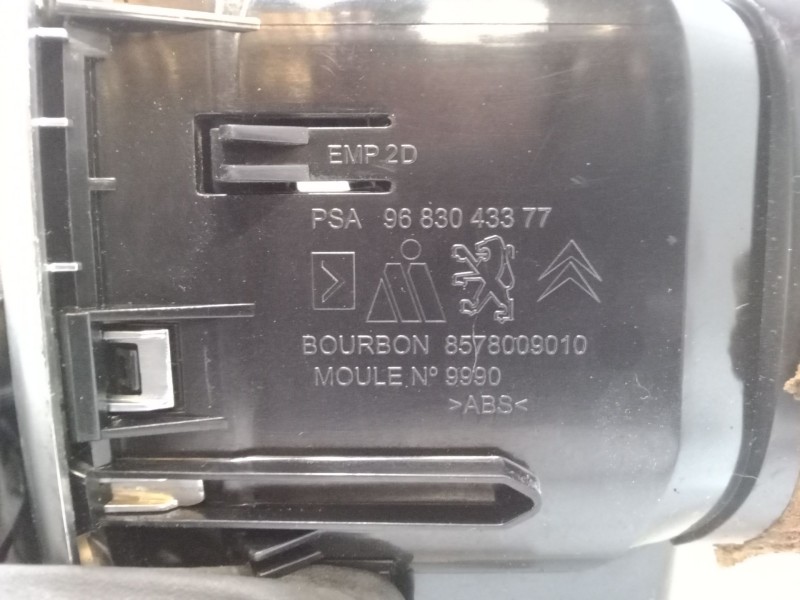 EMP 2D
PSA 96 830 433 77
BOURBON 8578009010
MOULE Nº 9990
>ABS<